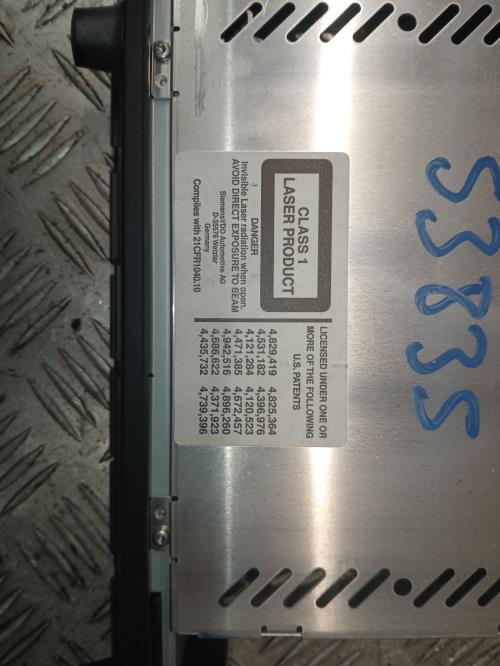 CLASS 1
LASER PRODUCT
DANGER
Invisible Laser radiation when open.
AVOID DIRECT EXPOSURE TO BEAM
SiemensVDO Automotive AG
D-35576 Wetzlar
Germany
Complies with 21CFR1040.10
LICENSED UNDER ONE OR
MORE OF THE FOLLOWING
U.S. PATENTS
4,829,419 4,825,364
4,531,182 4,396,976
4,121,284 4,120,523
4,471,385 4,672,457
4,942,516 4,896,260
4,686,622 4,371,923
4,435,732 4,739,396
53835